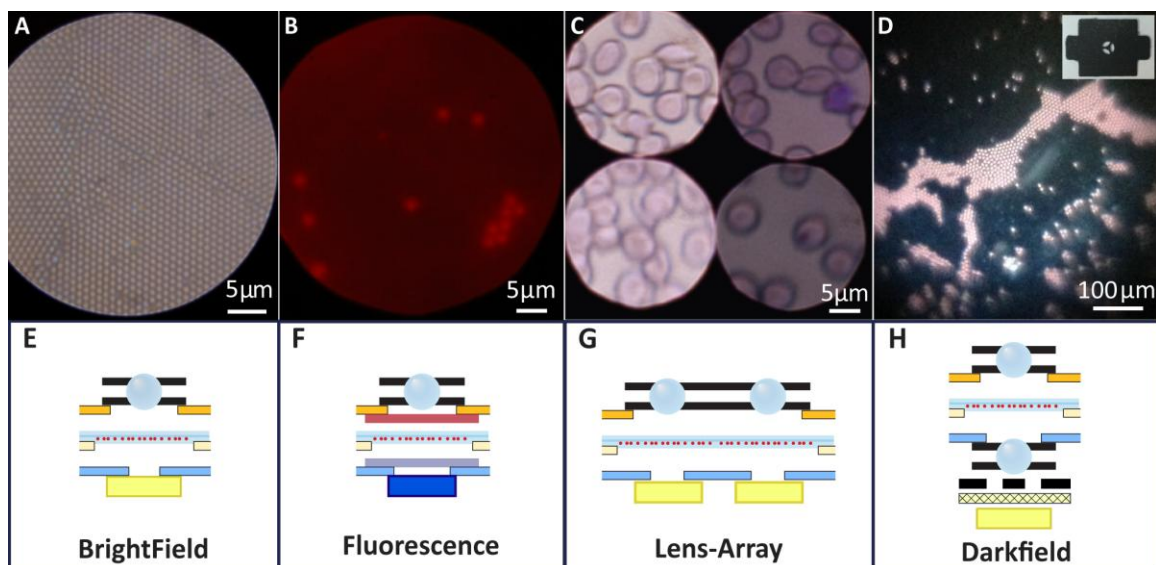 A
B
C
D
5µm
5µm
5µm
100µm
E
F
G
H
BrightField
Fluorescence
Lens-Array
Darkfield